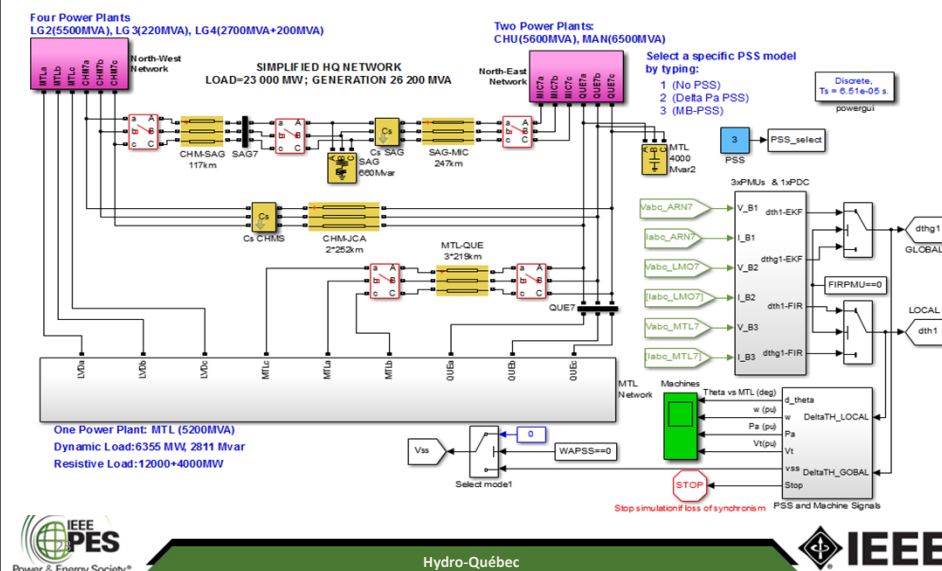 Four Power Plants
LG2(5500MVA), LG3(220MVA), LG4(2700MVA+200MVA)
Two Power Plants:
CHU(5600MVA), MAN(6500MVA)
MTLa
MTLb
MTLc
CHM7a
CHM7b
CHM7c
North-West
Network
SIMPLIFIED HQ NETWORK
LOAD=23 000 MW; GENERATION 26 200 MVA
North-East
Network
MIC7a
MIC7b
MIC7c
QUE7a
QUE7b
QUE7c
Select a specific PSS model
by typing:
1 (No PSS)
2 (Delta Pa PSS)
3 (MB-PSS)
Discrete,
Ts = 6.51e-05 s.
powergui
a A
b B
c C
CHM-SAG
117km
SAG7
a A
b B
c C
A B C
SAG
660Mvar
Cs
Cs SAG
SAG-MIC
247km
a A
b B
c C
A B C
MTL
4000
Mvar2
3
PSS
PSS_select
Cs
Cs CHMS
CHM-JCA
2*252km
MTL-QUE
3*219km
a A
b B
c C
a A
b B
c C
QUE7
3xPMUs & 1xPDC
Vabc_ARN7
Iabc_ARN7
Vabc_LMO7
[Iabc_LMO7]
Vabc_MTL7
[Iabc_MTL7]
V_B1
I_B1
V_B2
I_B2
V_B3
I_B3
dth1-EKF
dthg1-EKF
dth1-FIR
dthg1-FIR
dthg1
GLOBAL
FIRPMU==0
LOCAL
dth1
LVDa
LVDb
LVDc
MTLc
MTLa
MTLb
QUEa
QUEb
QUEc
MTL
Network
One Power Plant: MTL (5200MVA)
Dynamic Load:6355 MW, 2811 Mvar
Resistive Load:12000+4000MW
Vss
0
WAPSS==0
Select mode1
Machines
Theta vs MTL (deg)
w (pu)
Pa (pu)
Vt(pu)
d_theta
w
Pa
Vt
vss
Stop
DeltaTH_LOCAL
DeltaTH_GOBAL
STOP
Stop simulationif loss of synchronism
PSS and Machine Signals
IEEE
PES
Power & Energy Society®
Hydro-Québec
IEEE